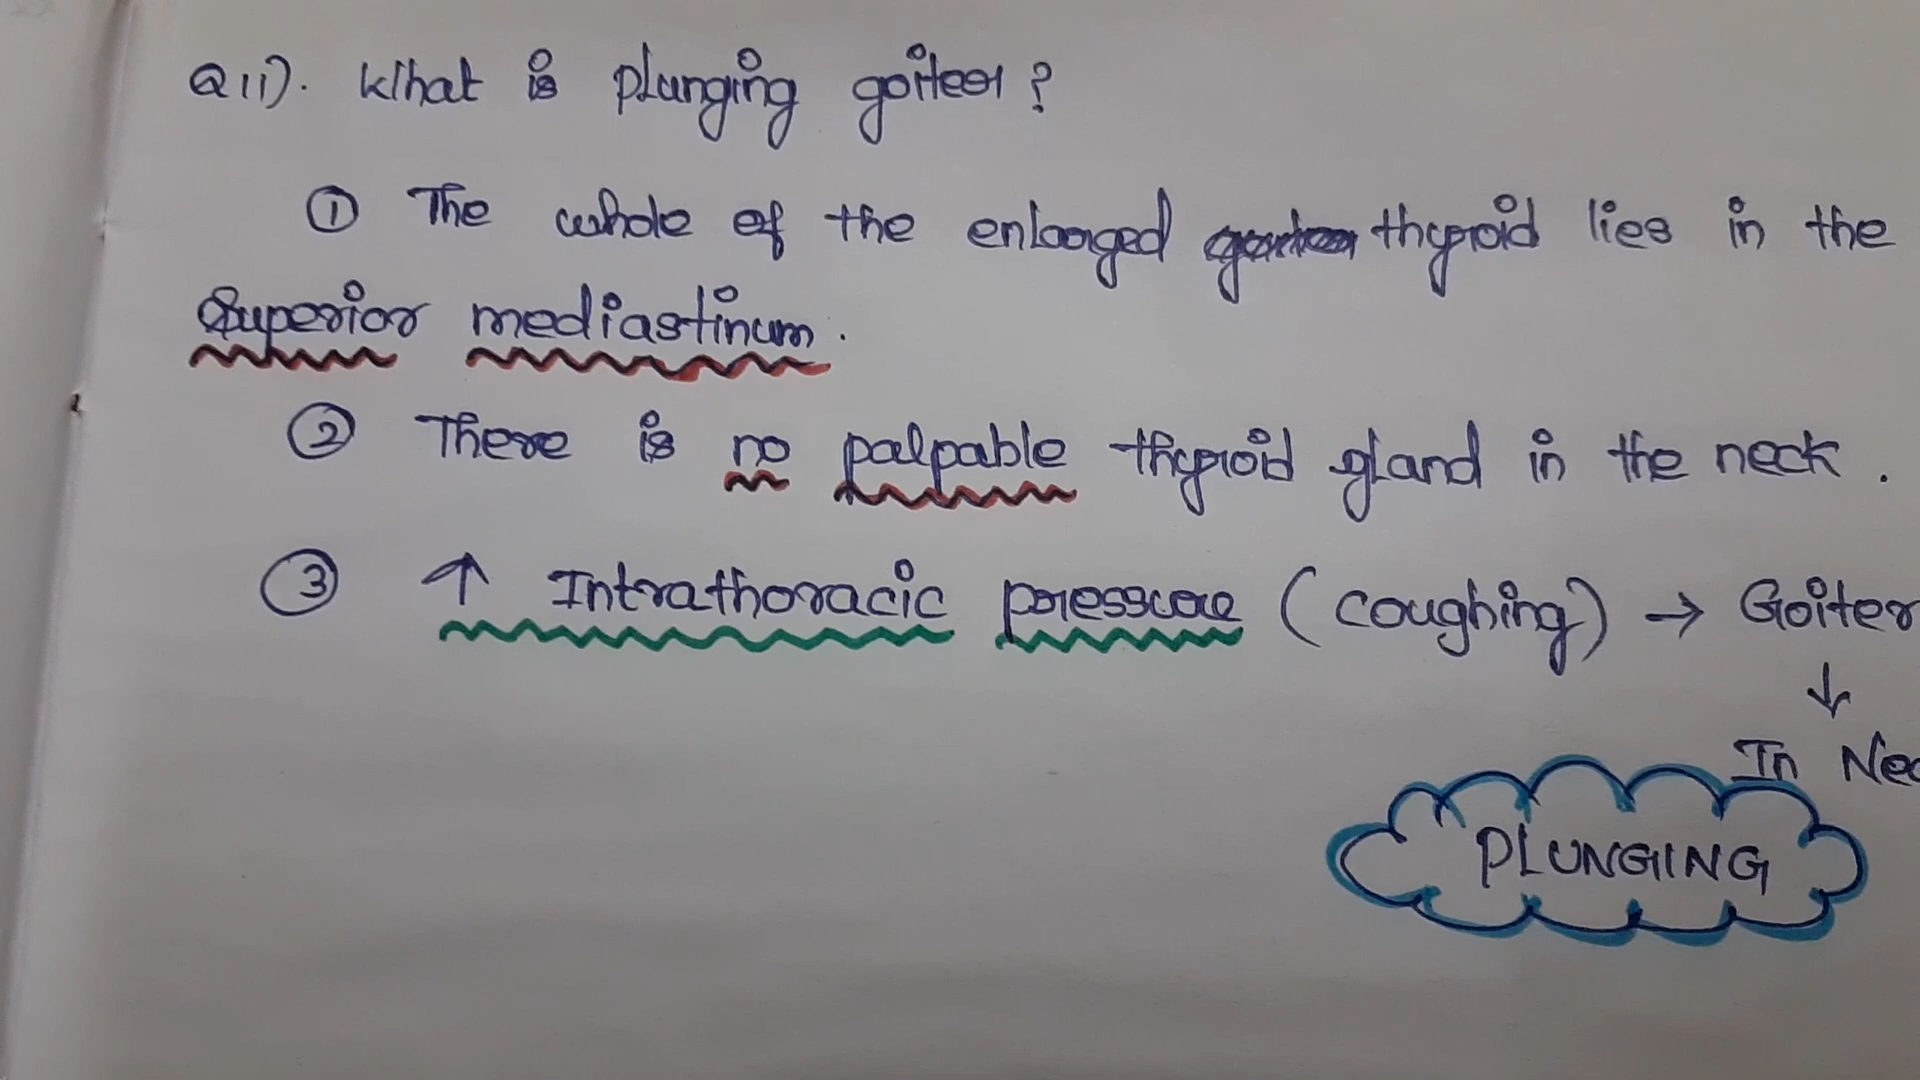 Q11). What is plunging goiter?
① The whole of the enlarged thyroid lies in the
Superior mediastinum.
② There is no palpable thyroid gland in the neck.
③ ↑ Intrathoracic pressure (coughing) → Goiter
↓
In Nec
PLUNGING